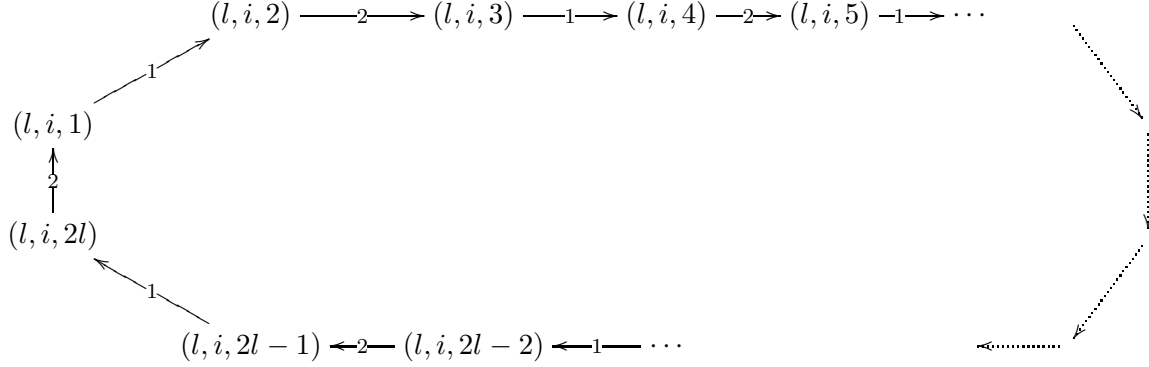 (l, i, 2) 2 (l, i, 3) 1 (l, i, 4) 2 (l, i, 5) 1 ⋯
1
(l, i, 1)
2
(l, i, 2l)
1
(l, i, 2l − 1) 2 (l, i, 2l − 2) 1 ⋯